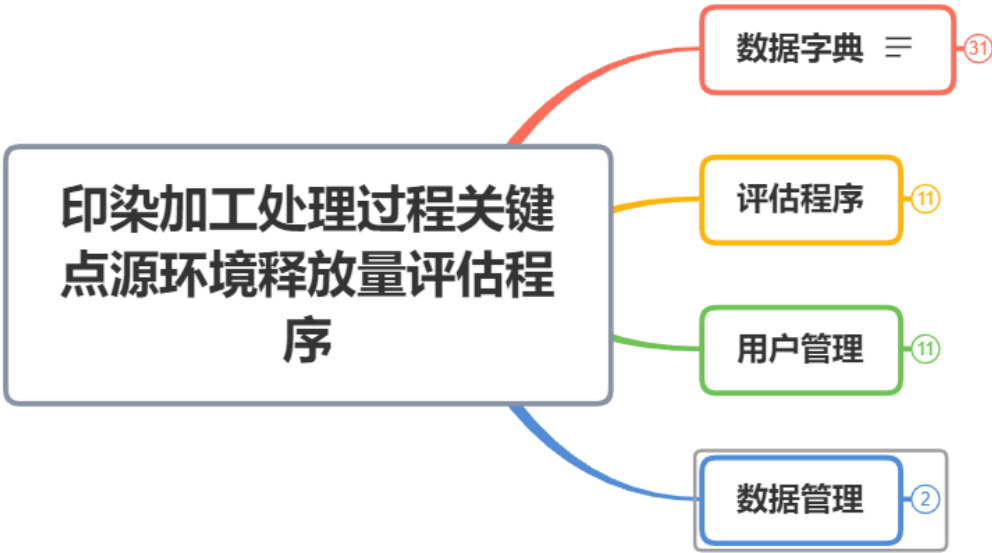 数据字典
31
印染加工处理过程关键
点源环境释放量评估程
序
评估程序
11
用户管理
11
数据管理
2